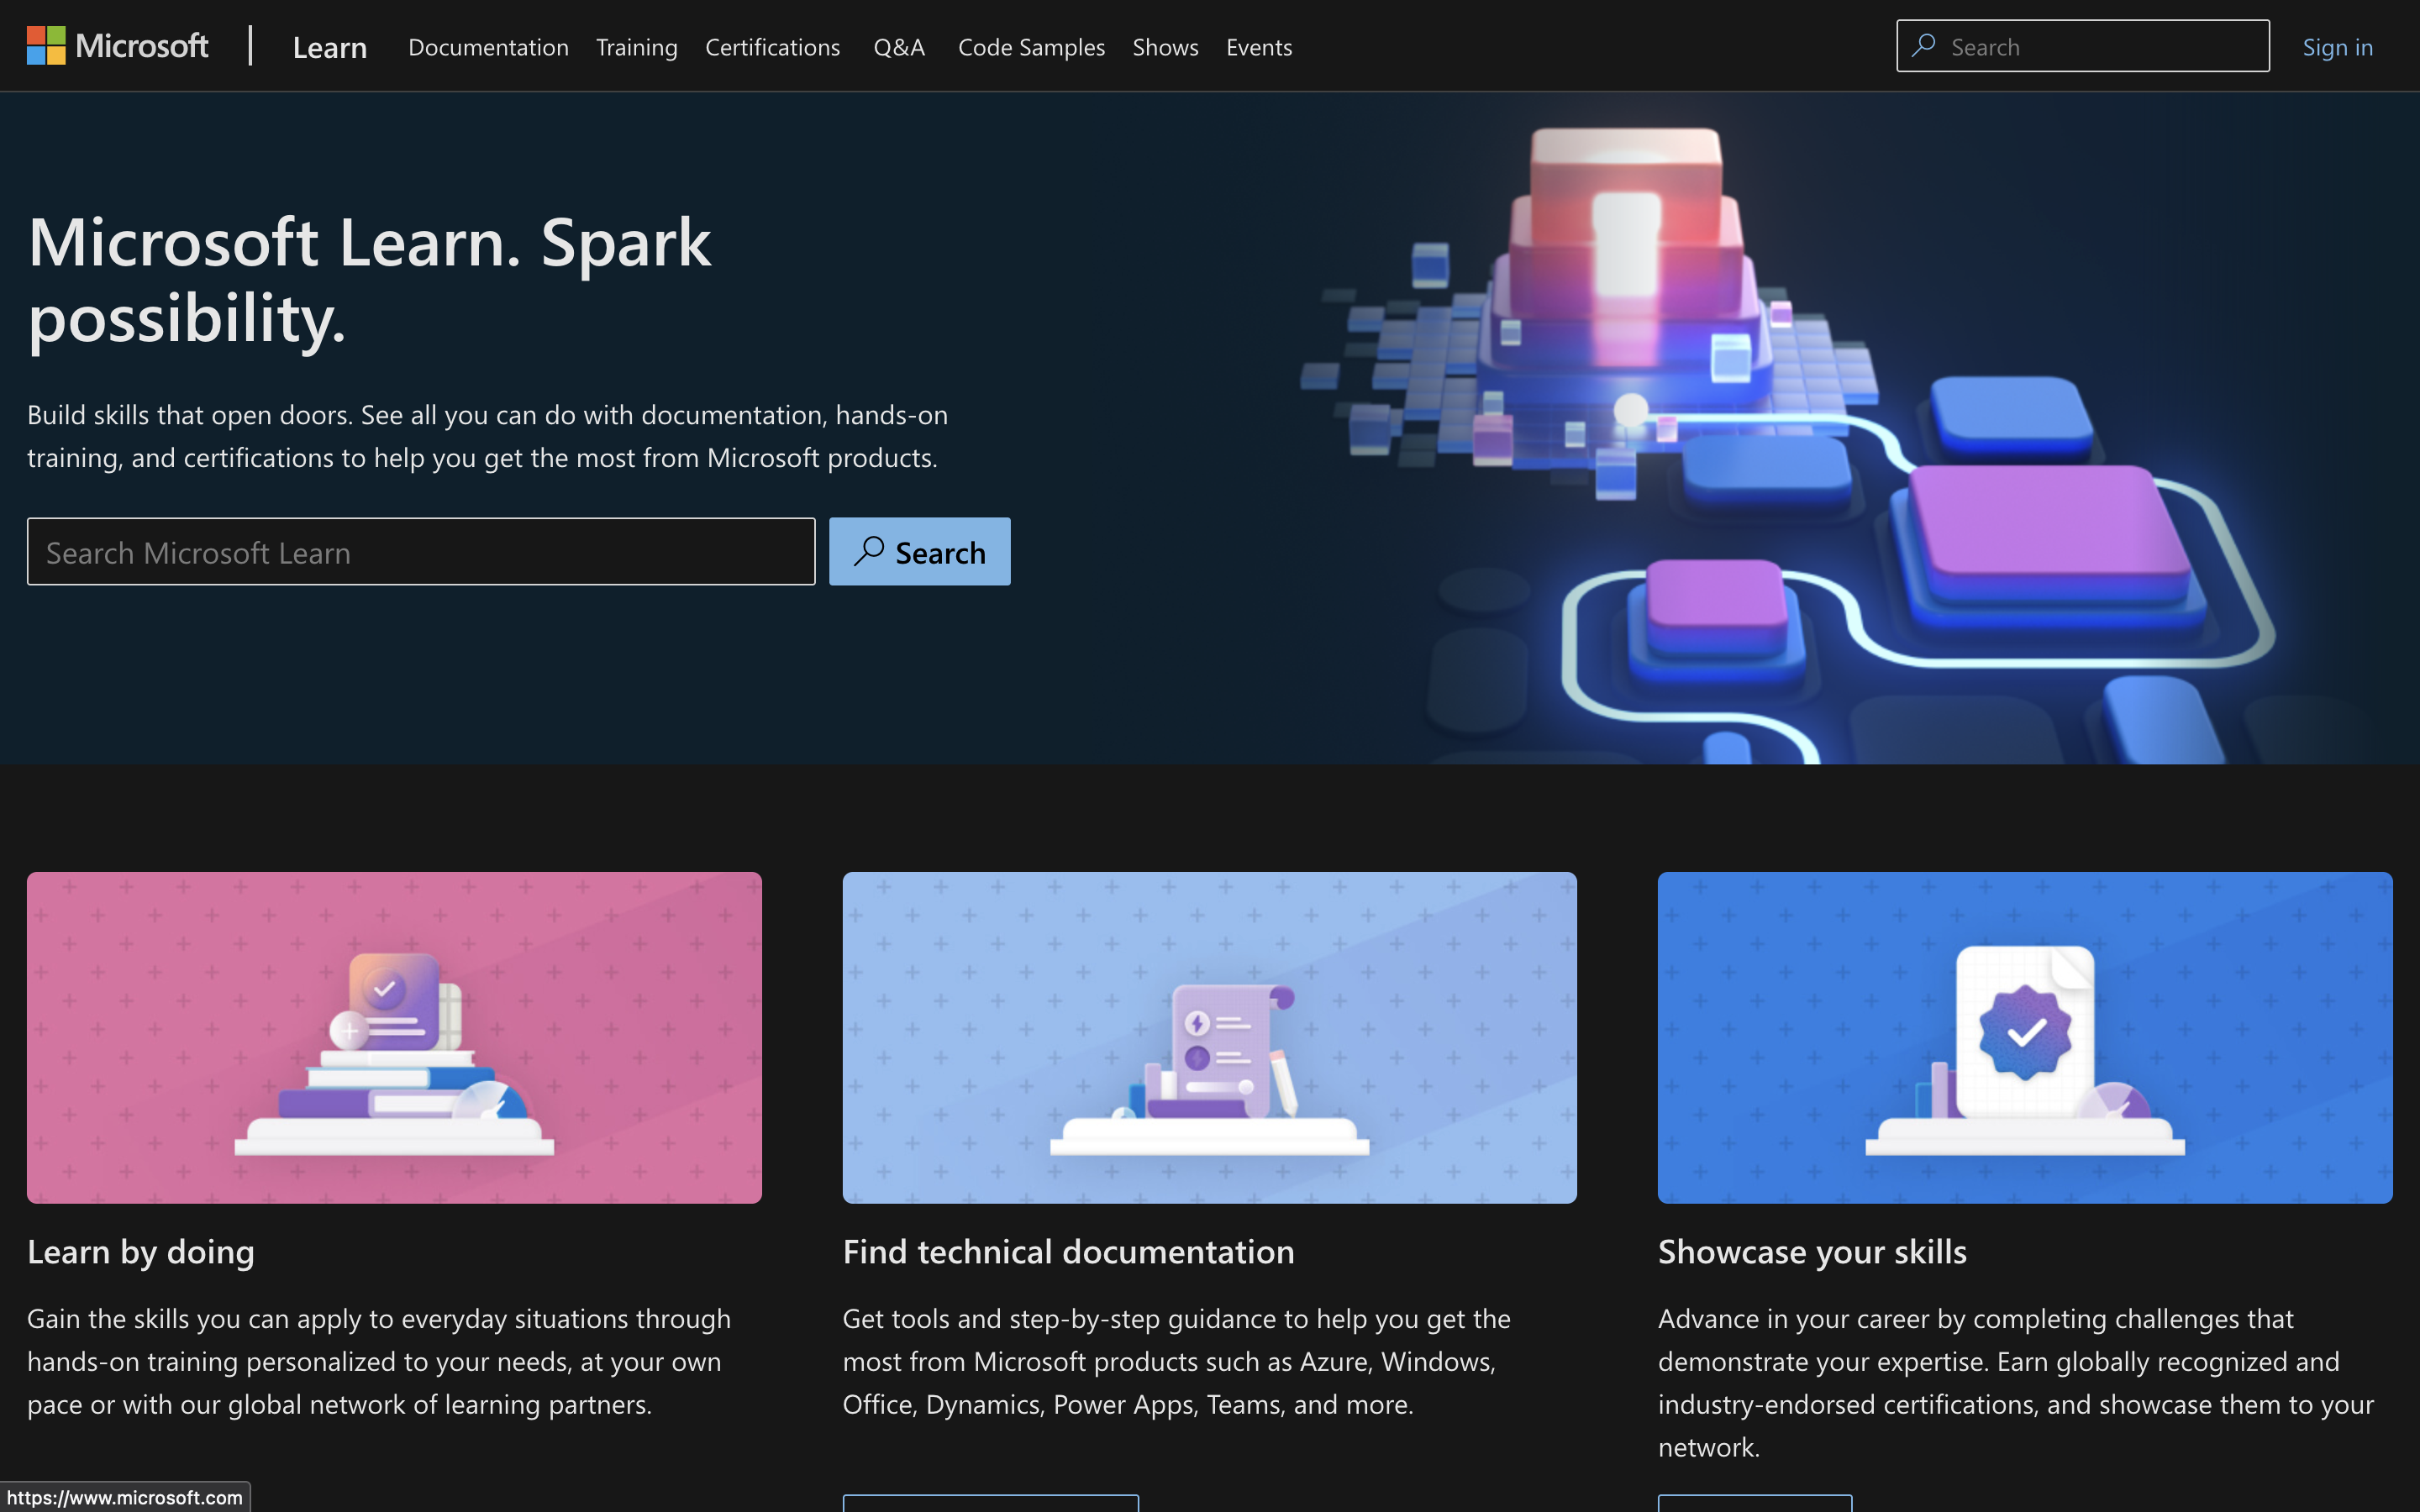 Microsoft
Learn
Documentation
Training
Certifications
Q&A
Code Samples
Shows
Events
Search
Sign in
Microsoft Learn. Spark
possibility.
Build skills that open doors. See all you can do with documentation, hands-on
training, and certifications to help you get the most from Microsoft products.
Search Microsoft Learn
Search
Learn by doing
Gain the skills you can apply to everyday situations through
hands-on training personalized to your needs, at your own
pace or with our global network of learning partners.
Find technical documentation
Get tools and step-by-step guidance to help you get the
most from Microsoft products such as Azure, Windows,
Office, Dynamics, Power Apps, Teams, and more.
Showcase your skills
Advance in your career by completing challenges that
demonstrate your expertise. Earn globally recognized and
industry-endorsed certifications, and showcase them to your
network.
https://www.microsoft.com